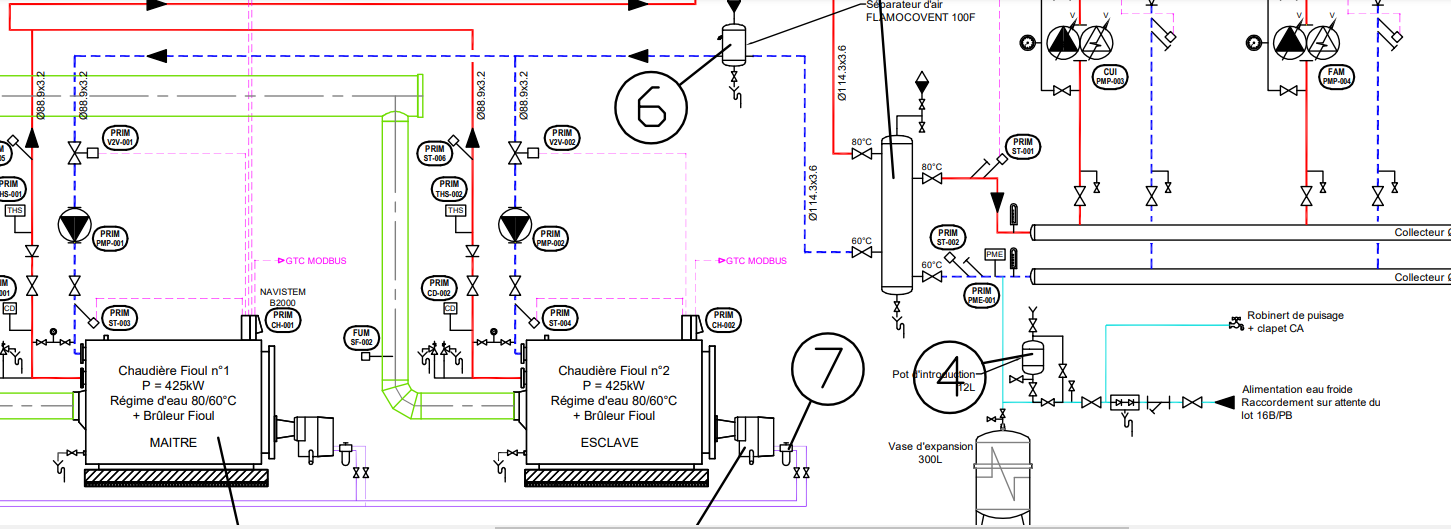 Séparateur d'air
FLAMOCOVENT 100F
6
Ø88.9x3.2
Ø88.9x3.2
Ø88.9x3.2
Ø88.9x3.2
Ø114.3x3.6
Ø114.3x3.6
V
V
CUI
PMP-003
V
V
FAM
PMP-004
PRIM
V2V-001
PRIM
ST-006
PRIM
V2V-002
80°C
80°C
PRIM
ST-001
PRIM
HS-001
THS
PRIM
PMP-001
PRIM
THS-002
THS
PRIM
PMP-002
60°C
60°C
PRIM
ST-002
PME
PRIM
PME-001
Collecteur Ø
Collecteur Ø
GTC MODBUS
GTC MODBUS
001
CD
PRIM
ST-003
NAVISTEM
B2000
PRIM
CH-001
PRIM
CD-002
CD
PRIM
ST-004
PRIM
CH-002
FUM
SF-002
7
4
Pot d'introduction
12L
Robinert de puisage
+ clapet CA
Alimentation eau froide
Raccordement sur attente du
lot 16B/PB
Vase d'expansion
300L
Chaudière Fioul n°1
P = 425kW
Régime d'eau 80/60°C
+ Brûleur Fioul
MAITRE
Chaudière Fioul n°2
P = 425kW
Régime d'eau 80/60°C
+ Brûleur Fioul
ESCLAVE